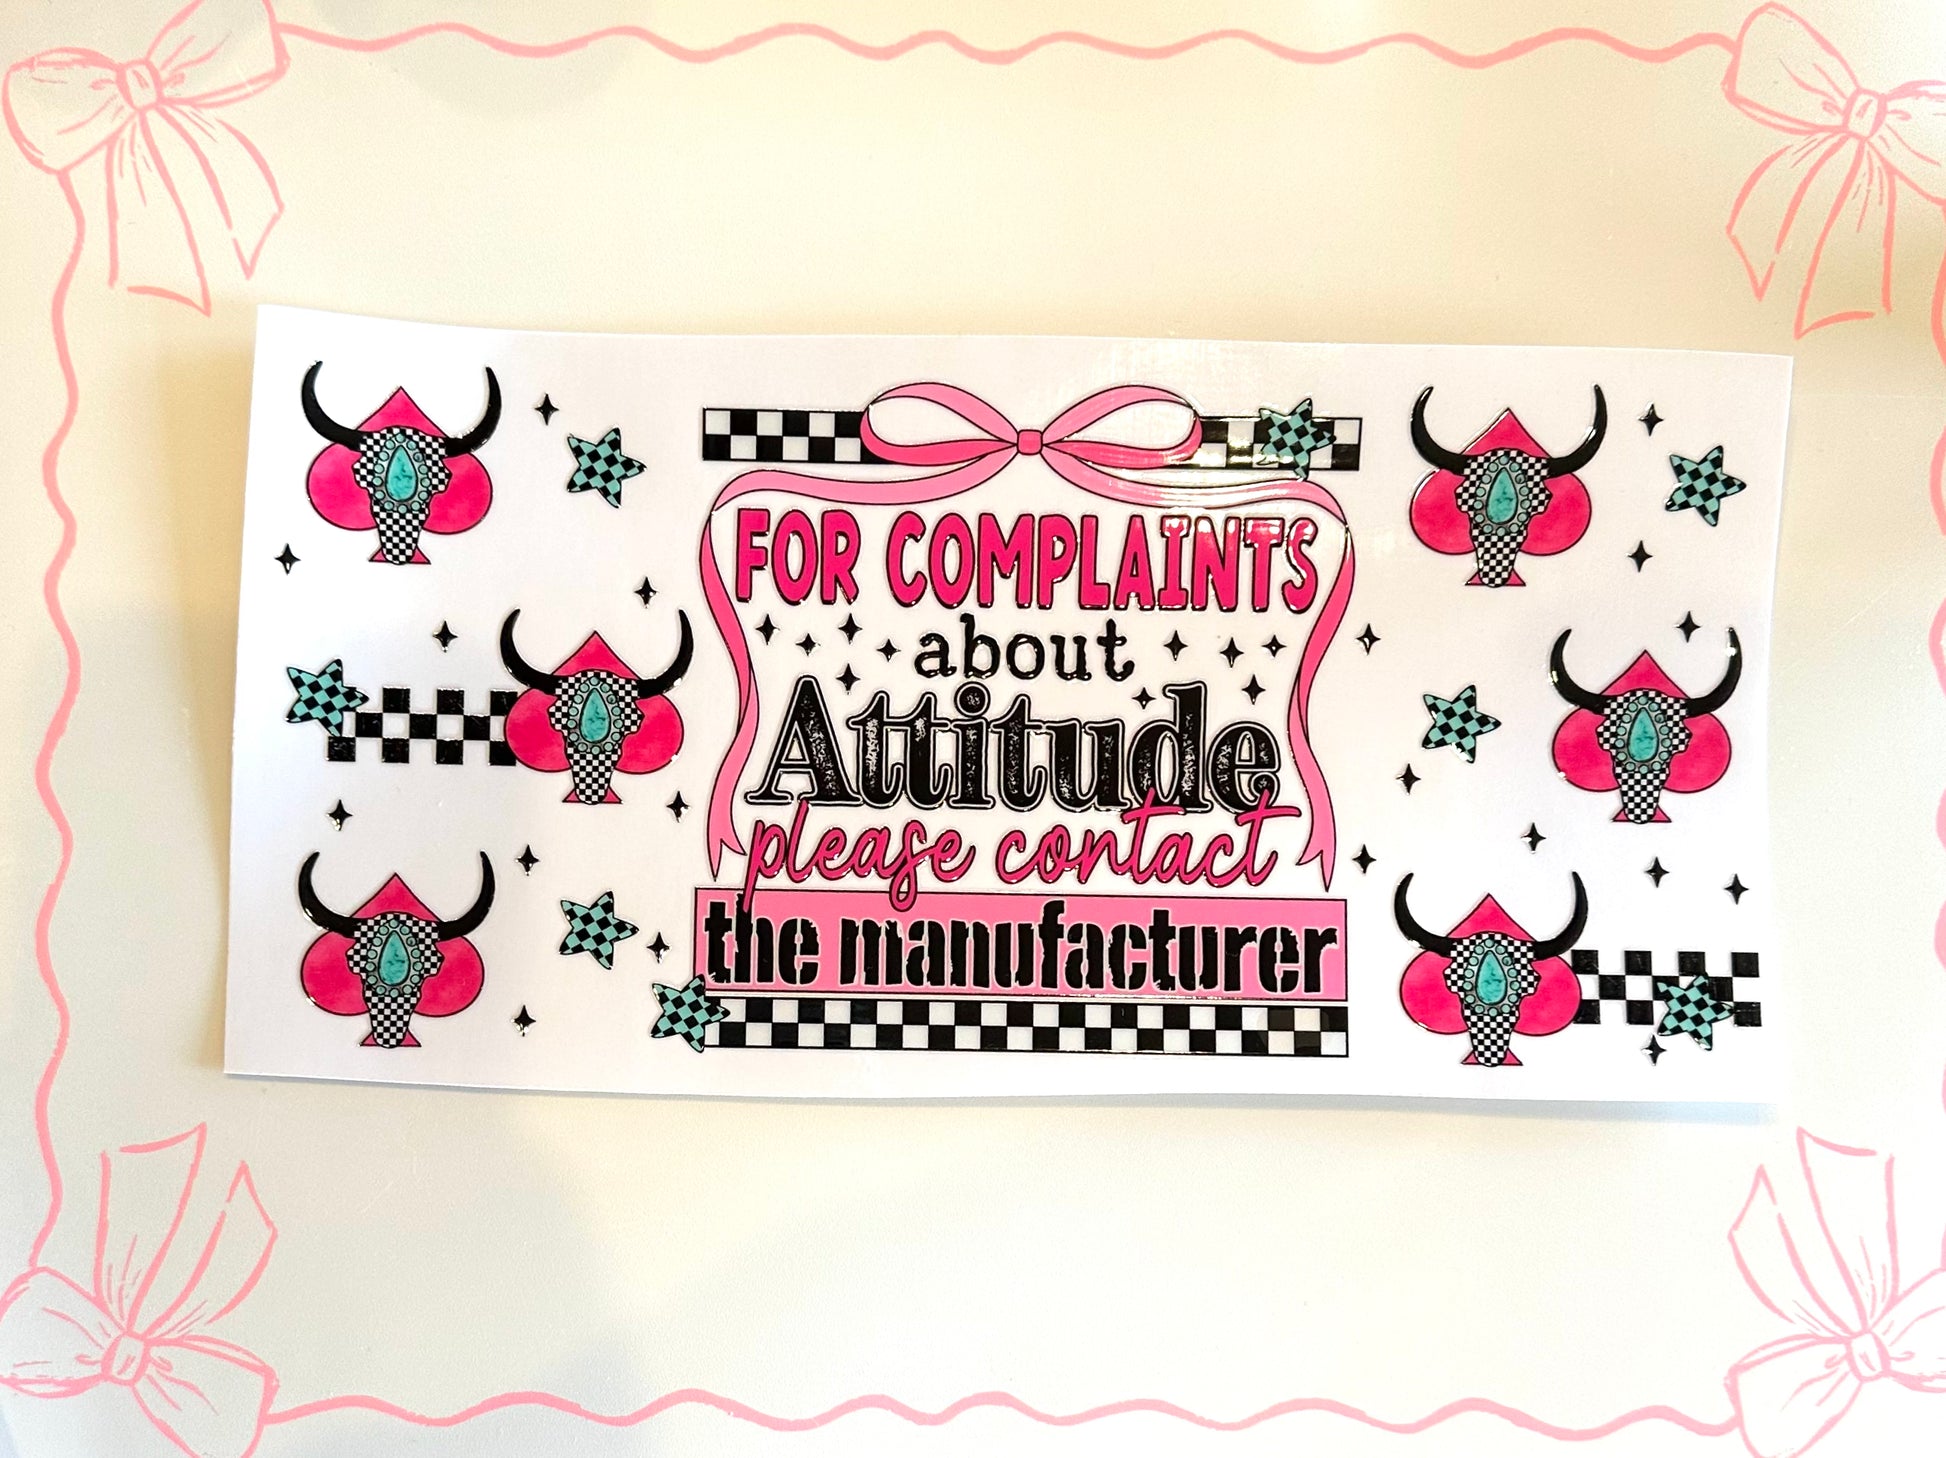 FOR COMPLAINTS
about
Attitude
please contact
the manufacturer